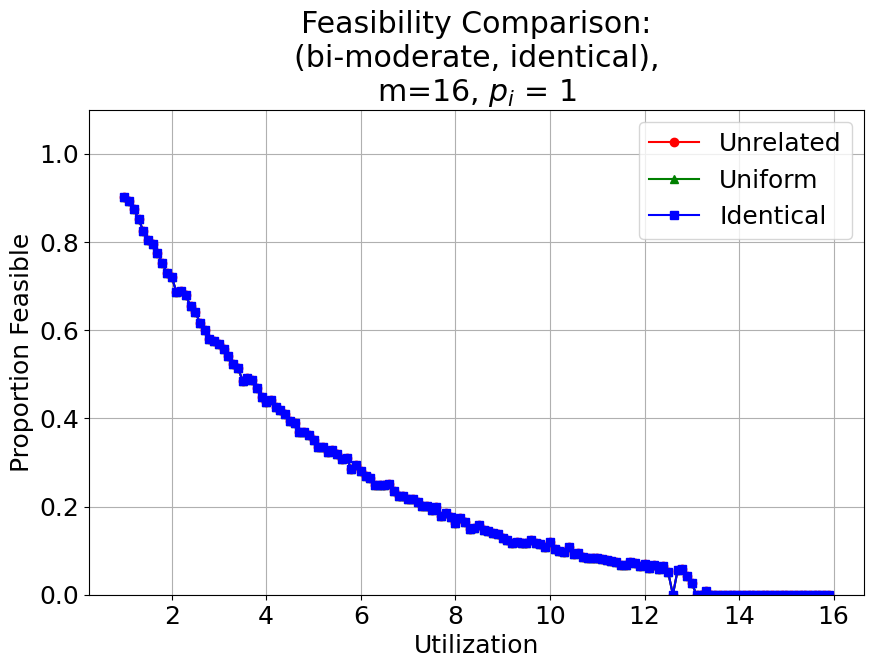 Feasibility Comparison:
(bi-moderate, identical),
m=16, $p_i$ = 1
Unrelated
Uniform
Identical
Proportion Feasible
1.0
0.8
0.6
0.4
0.2
0.0
2 4 6 8 10 12 14 16
Utilization